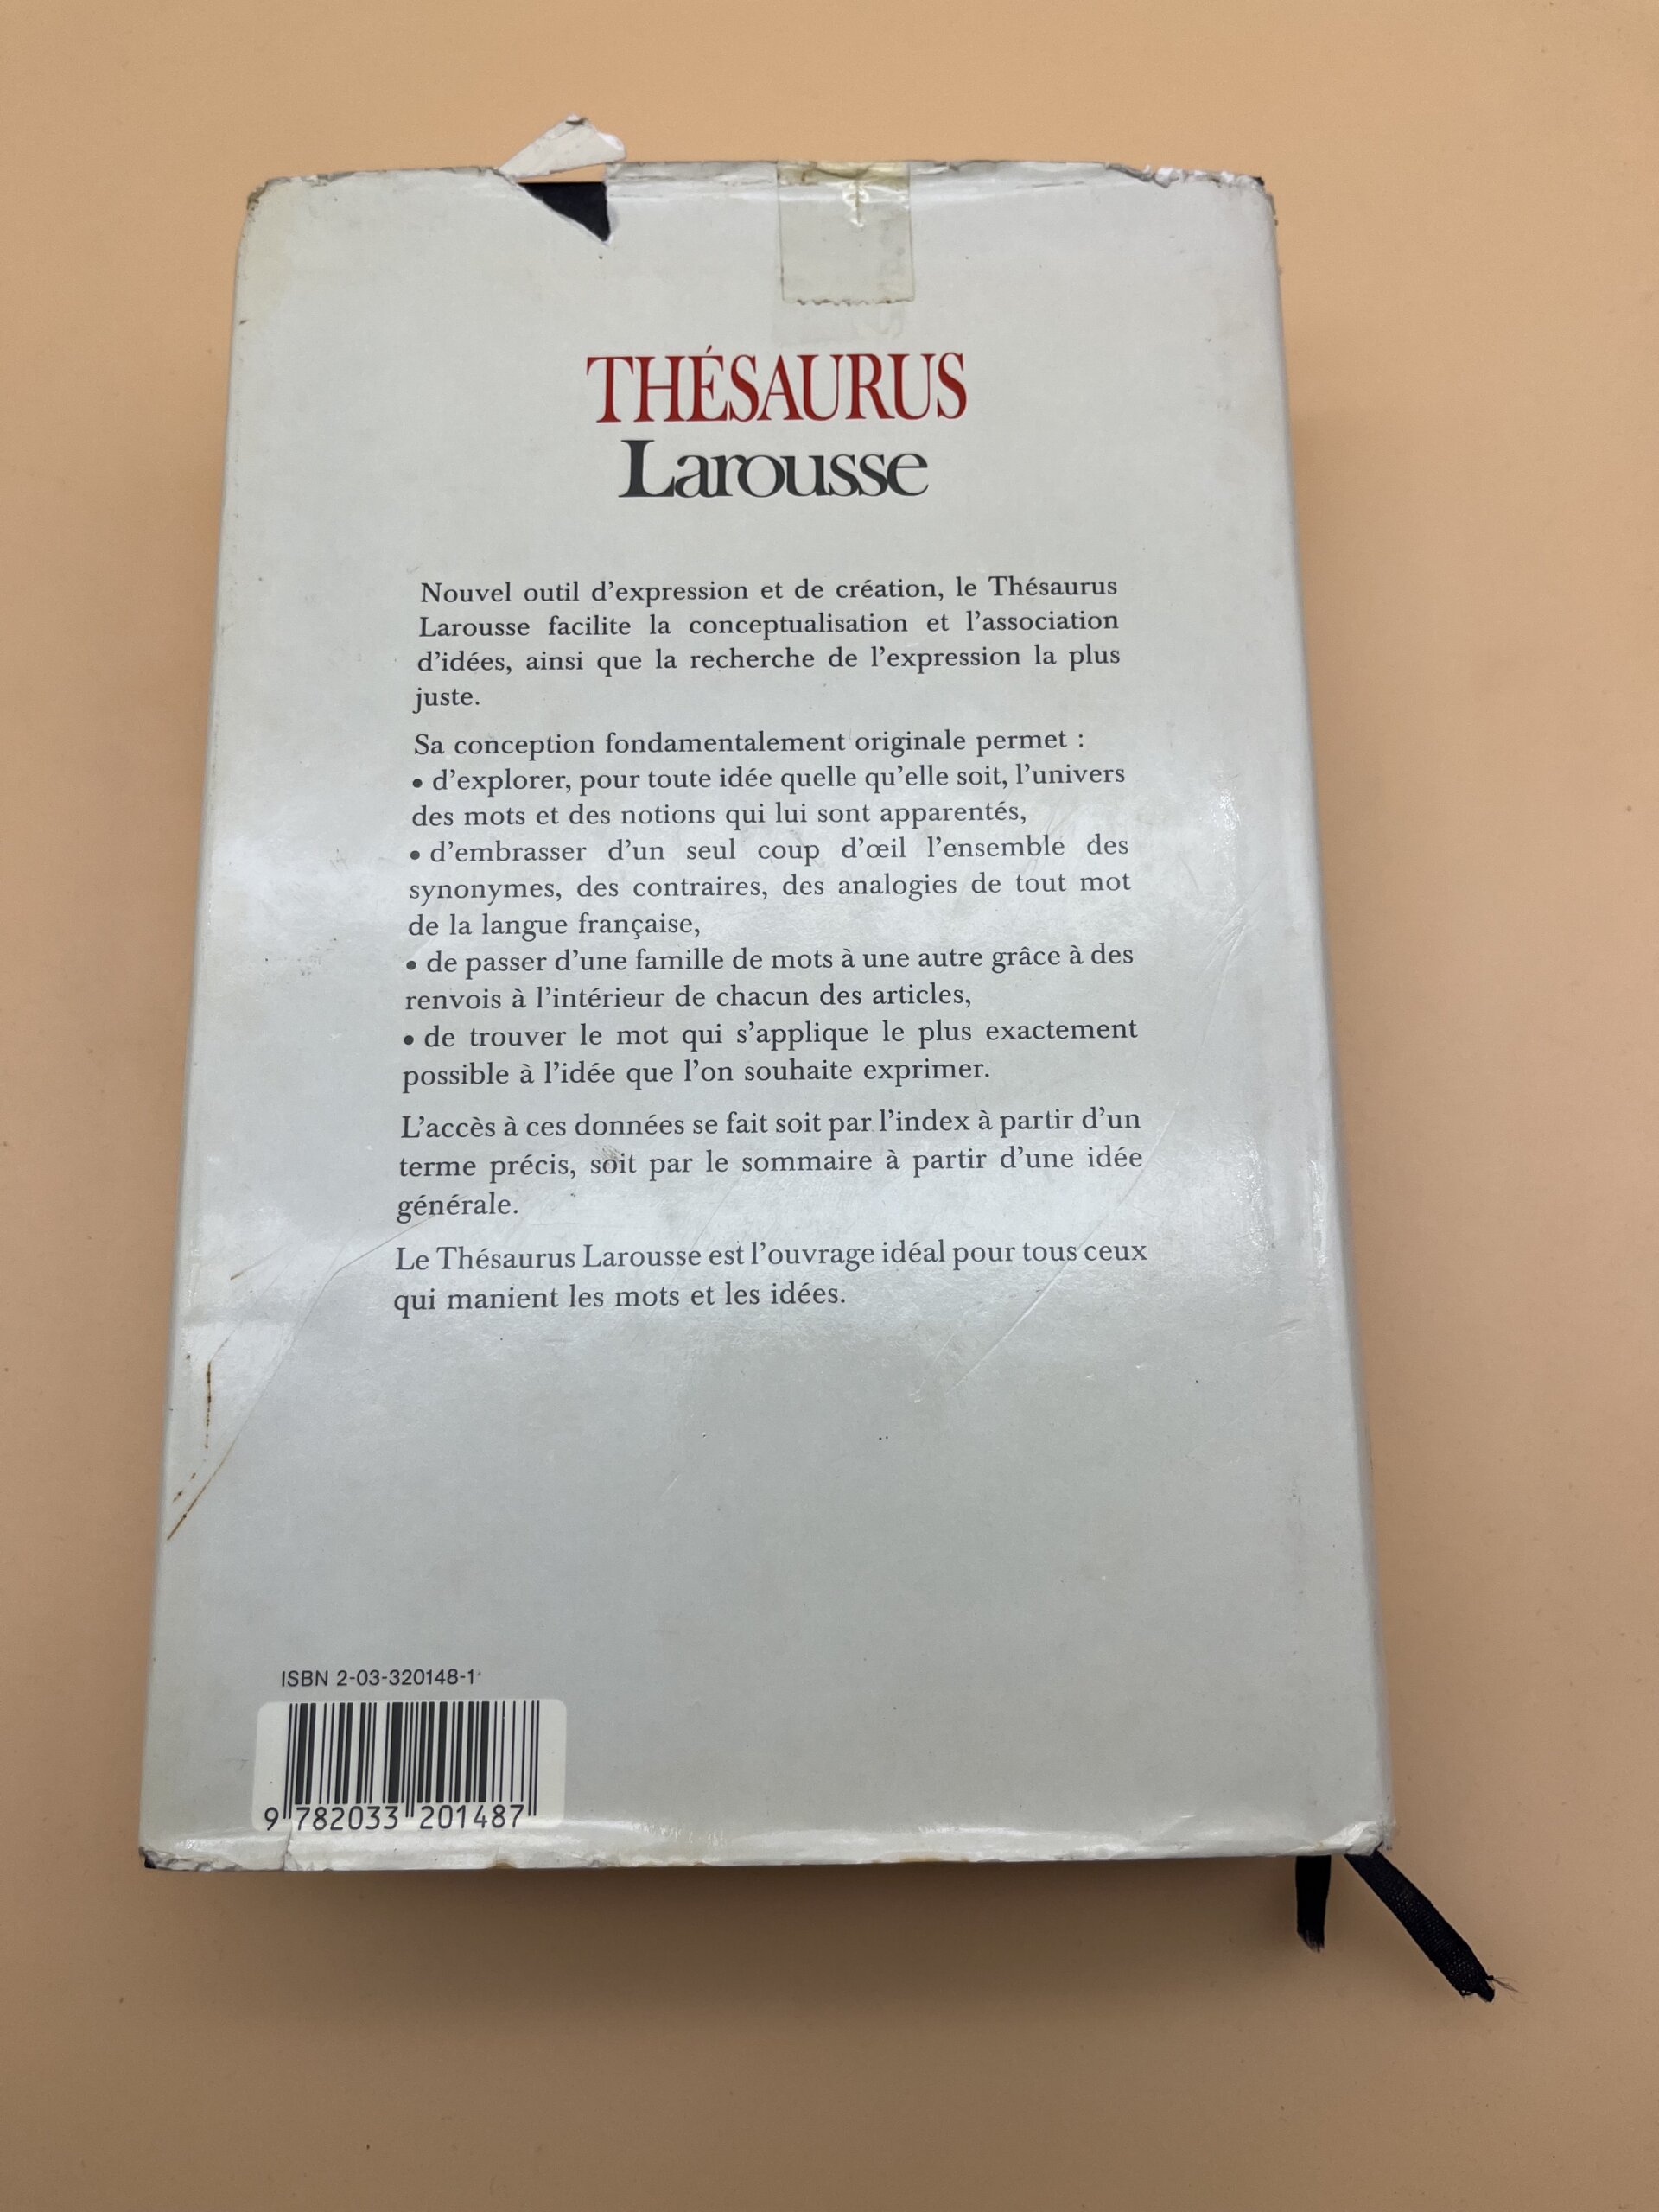 THÉSAURUS
Larousse
Nouvel outil d'expression et de création, le Thésaurus
Larousse facilite la conceptualisation et l'association
d'idées, ainsi que la recherche de l'expression la plus
juste.
Sa conception fondamentalement originale permet :
• d'explorer, pour toute idée quelle qu'elle soit, l'univers
des mots et des notions qui lui sont apparentés,
• d'embrasser d'un seul coup d'œil l'ensemble des
synonymes, des contraires, des analogies de tout mot
de la langue française,
• de passer d'une famille de mots à une autre grâce à des
renvois à l'intérieur de chacun des articles,
• de trouver le mot qui s'applique le plus exactement
possible à l'idée que l'on souhaite exprimer.
L'accès à ces données se fait soit par l'index à partir d'un
terme précis, soit par le sommaire à partir d'une idée
générale.
Le Thésaurus Larousse est l'ouvrage idéal pour tous ceux
qui manient les mots et les idées.
ISBN 2-03-320148-1
9 782033 201487